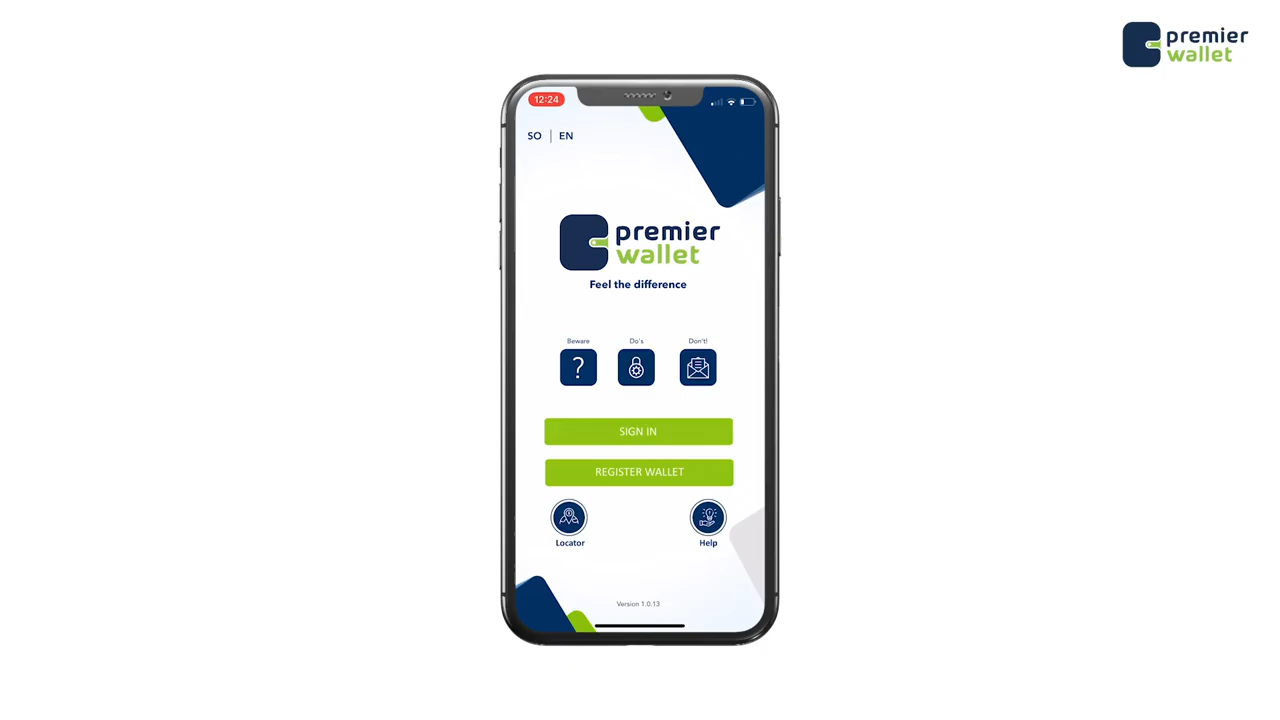 premier
wallet
12:24
SO | EN
premier
wallet
Feel the difference
Beware
Do's
Don't!
?
SIGN IN
REGISTER WALLET
Locator
Help
Version 1.0.13